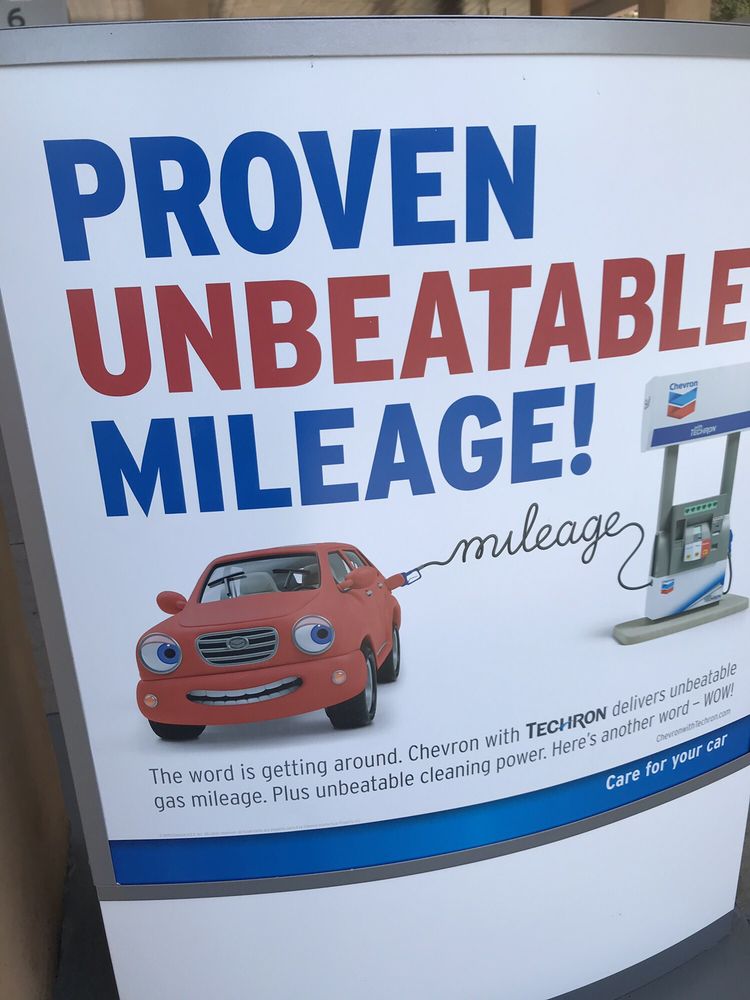 6
PROVEN
UNBEATABLE
MILEAGE!
Chevron
with
TECHRON
mileage
The word is getting around. Chevron with TECHRON delivers unbeatable
gas mileage. Plus unbeatable cleaning power. Here's another word – WOW!
ChevronwithTechron.com
Care for your car